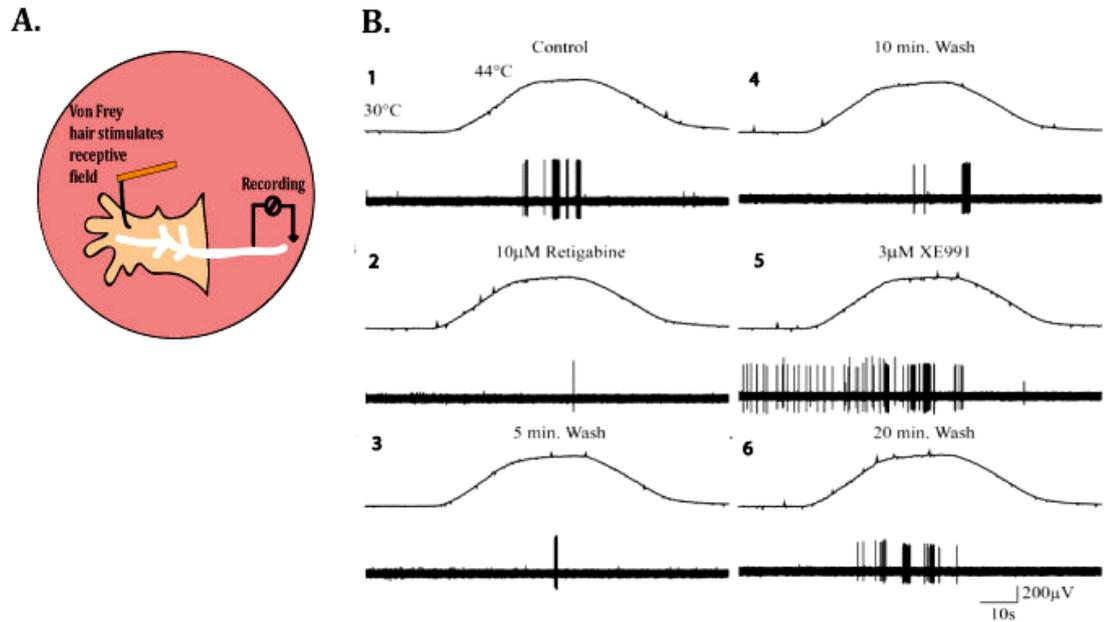 A.
Von Frey
hair stimulates
receptive
field
Recording
B.
Control
1
44°C
30°C
10 min. Wash
4
2
10μM Retigabine
5
3μM XE991
3
5 min. Wash
6
20 min. Wash
200μV
10s